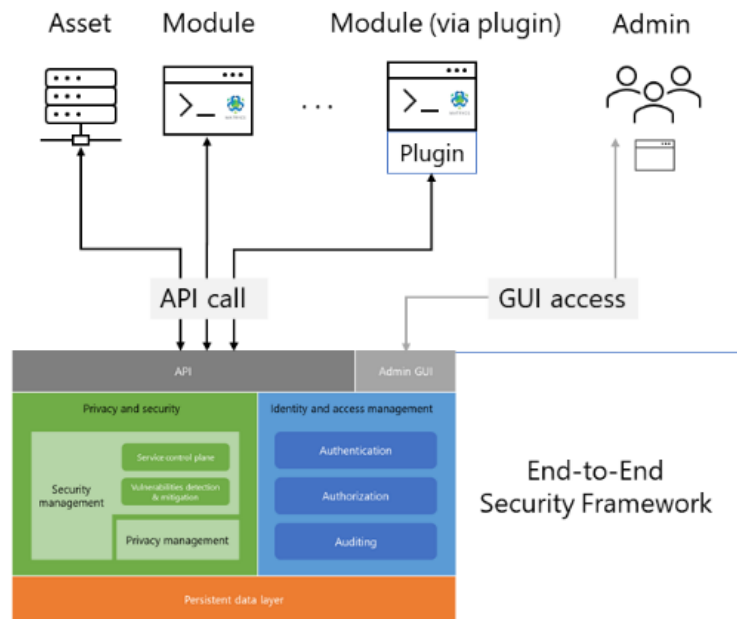 Asset
Module
Module (via plugin)
Admin
>_
...
>_
Plugin
API call
GUI access
API
Admin GUI
Privacy and security
Identity and access management
Service control plane
Authentication
Security
management
Vulnerabilities detection
& mitigation
Authorization
Privacy management
Auditing
Persistent data layer
End-to-End
Security Framework